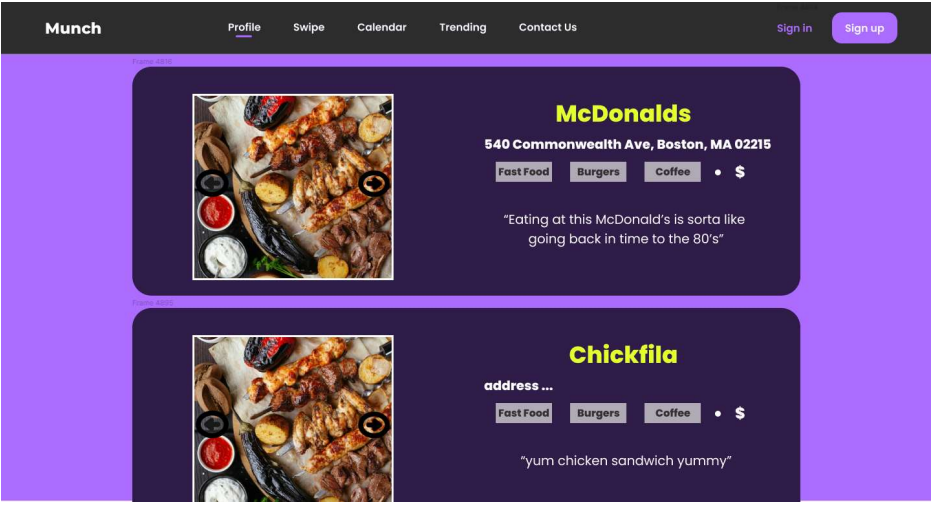 Munch
Profile
Swipe
Calendar
Trending
Contact Us
Sign in
Sign up
McDonalds
540 Commonwealth Ave, Boston, MA 02215
Fast Food Burgers Coffee • $
“Eating at this McDonald’s is sorta like
going back in time to the 80’s”
Chickfila
address ...
Fast Food Burgers Coffee • $
“yum chicken sandwich yummy”